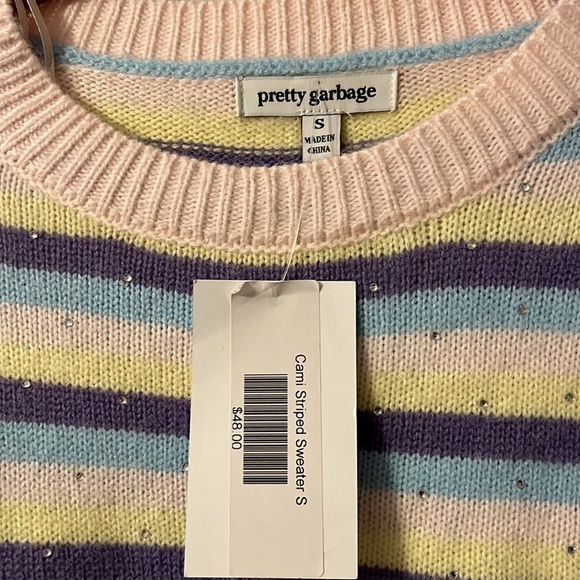 pretty garbage
S
MADE IN
CHINA
Cami Striped Sweater S
$48.00